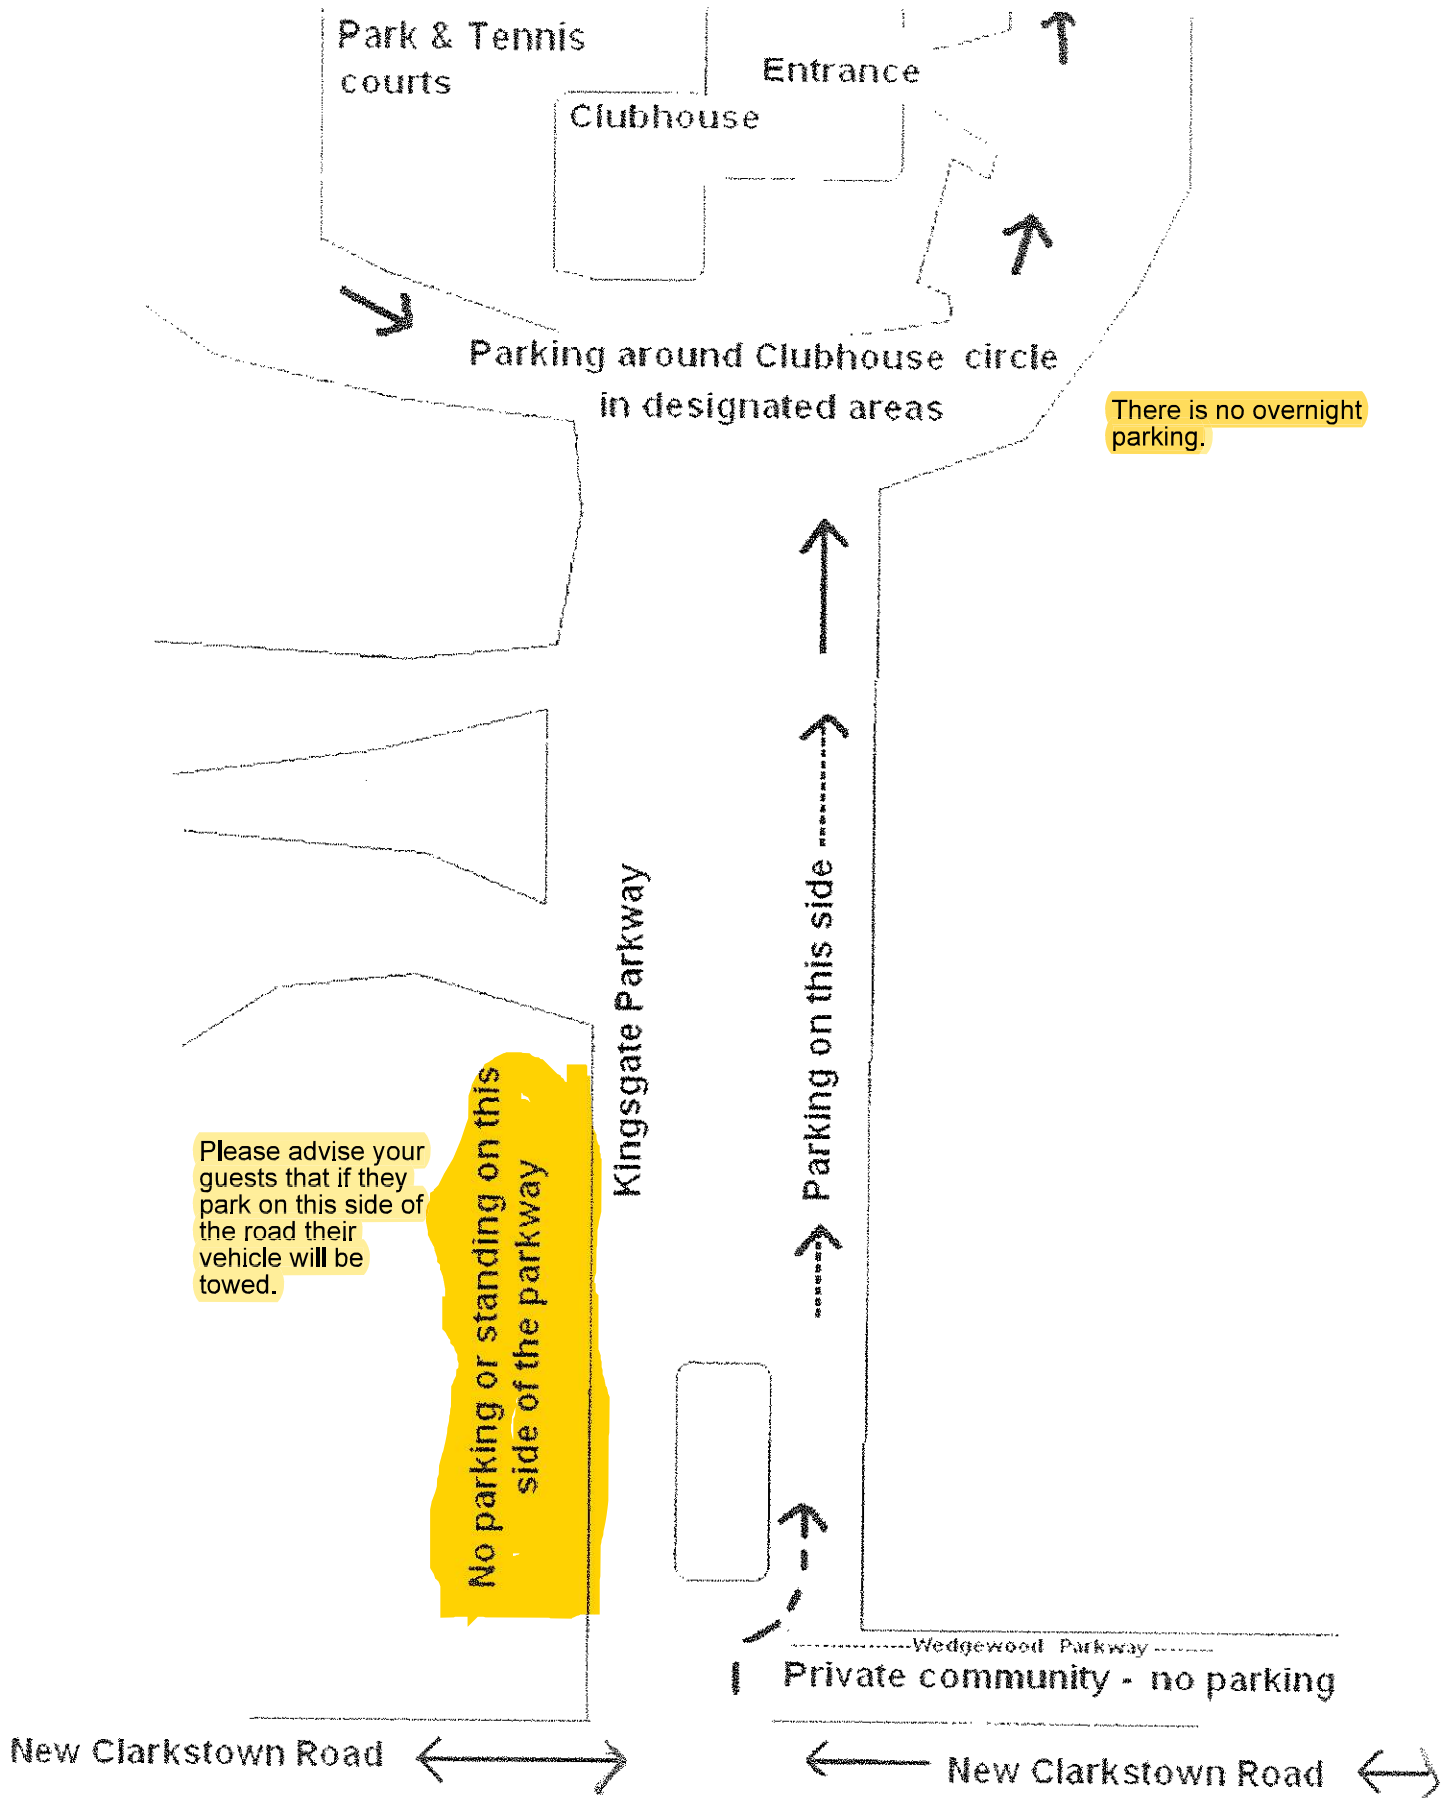 Park & Tennis
courts
Entrance
Clubhouse
Parking around Clubhouse circle
in designated areas
There is no overnight
parking.
Kingsgate Parkway
Parking on this side
Please advise your
guests that if they
park on this side of
the road their
vehicle will be
towed.
No parking or standing on this
side of the parkway
Wedgewood Parkway
Private community - no parking
New Clarkstown Road
New Clarkstown Road